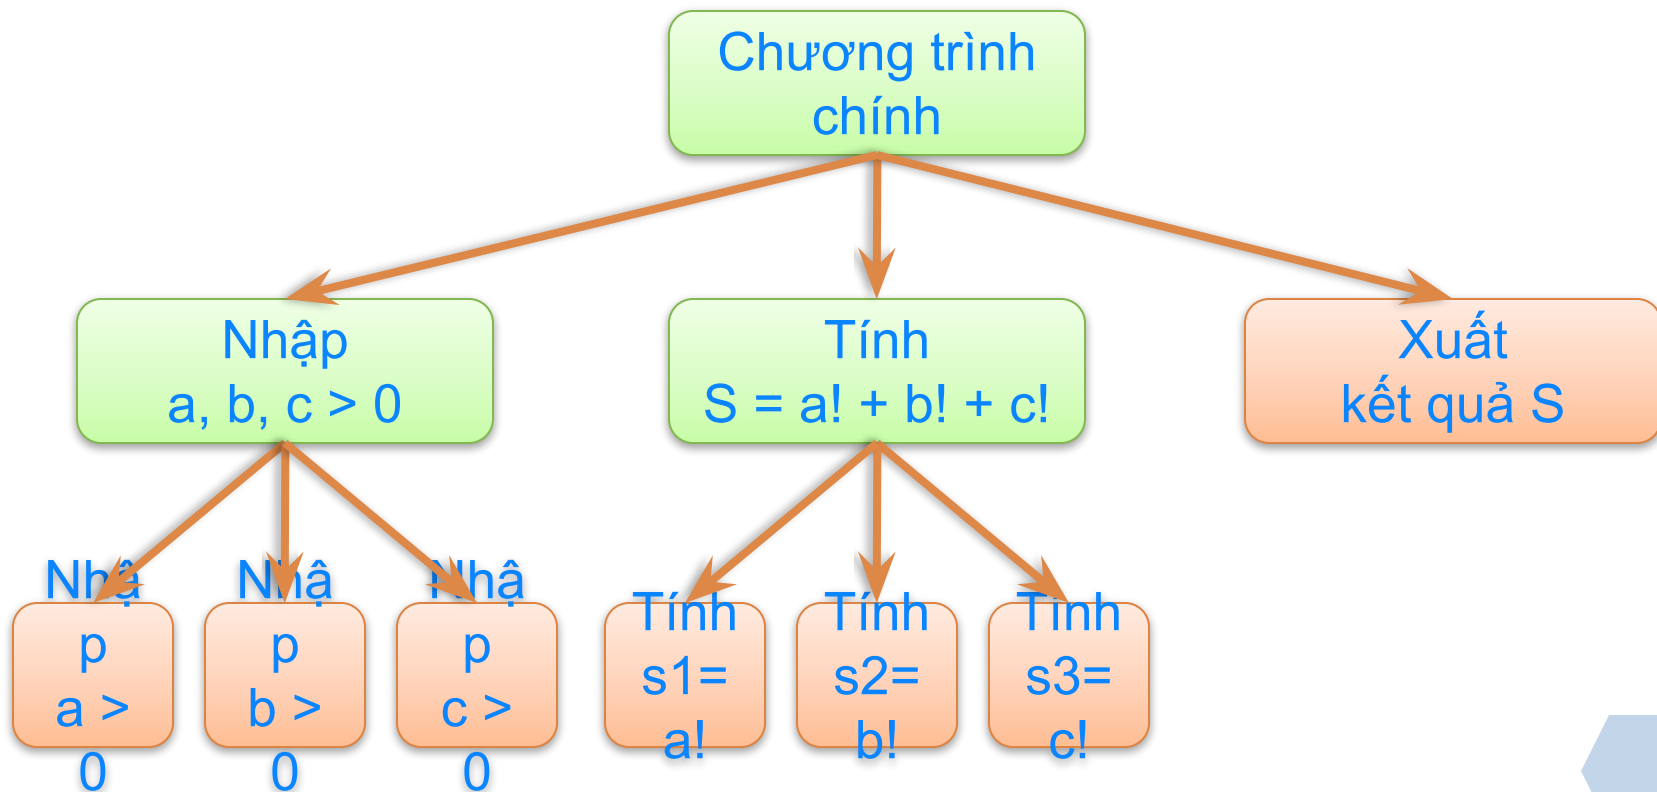 Chương trình
chính
Nhập
a, b, c > 0
Tính
S = a! + b! + c!
Xuất
kết quả S
Nhậ
p
a >
0
Nhậ
p
b >
0
Nhậ
p
c >
0
Tính
s1=
a!
Tính
s2=
b!
Tính
s3=
c!